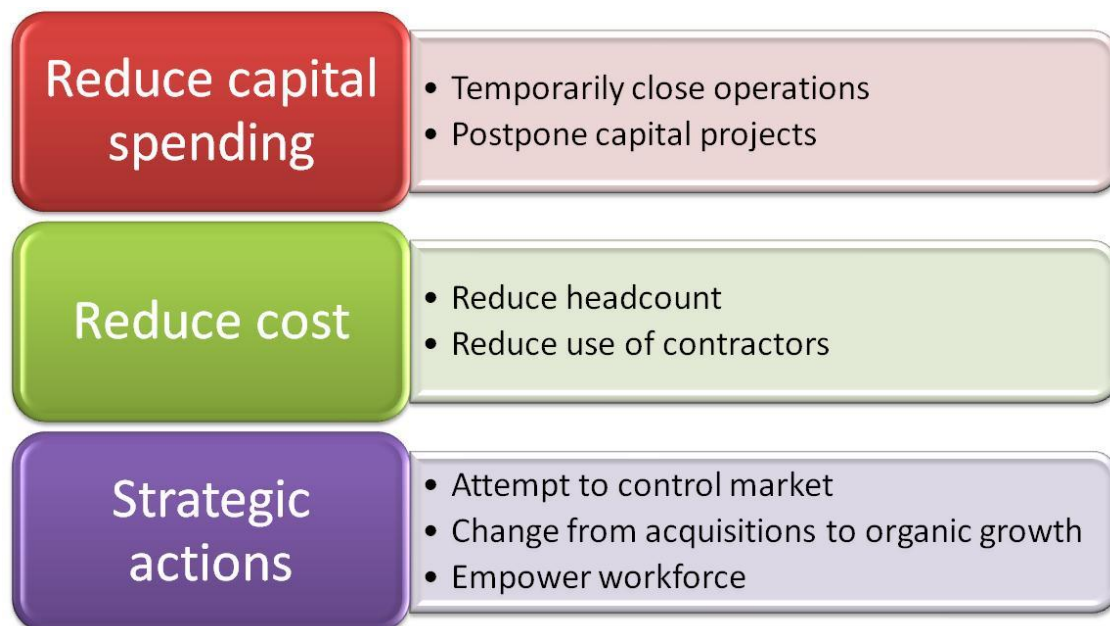 Reduce capital
spending
• Temporarily close operations
• Postpone capital projects
Reduce cost
• Reduce headcount
• Reduce use of contractors
Strategic
actions
• Attempt to control market
• Change from acquisitions to organic growth
• Empower workforce